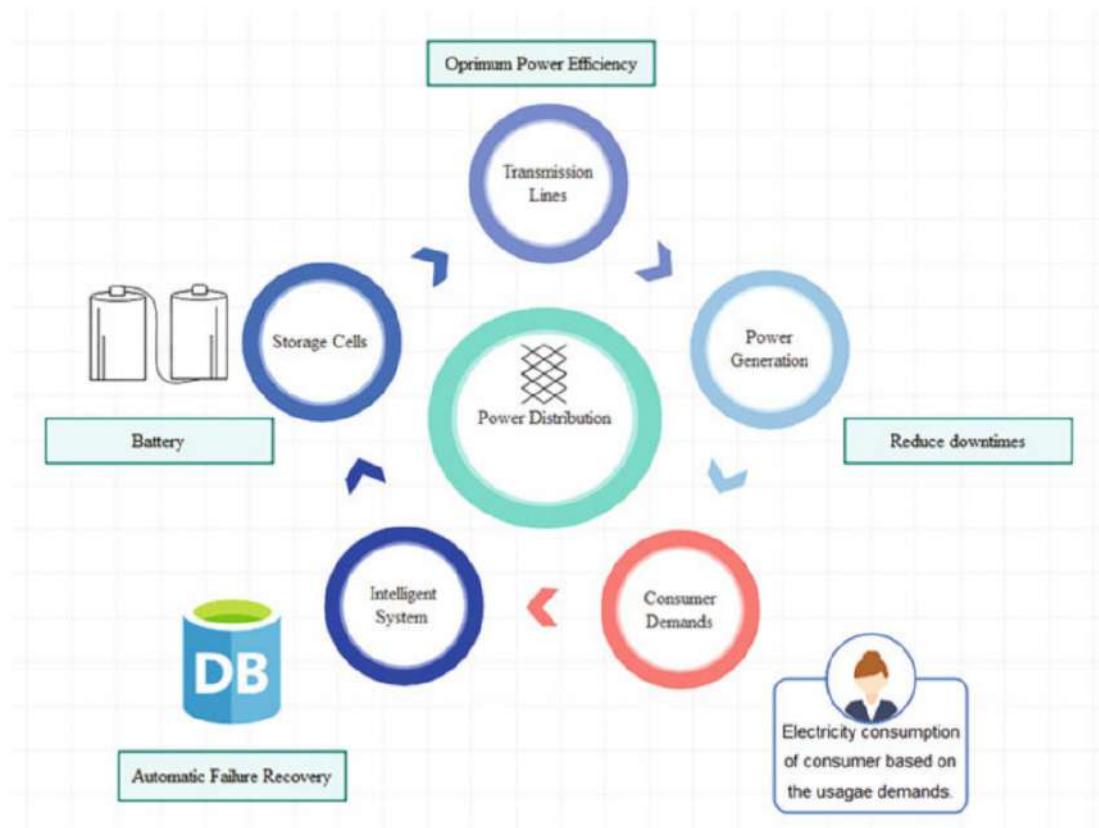 Oprimum Power Efficiency
Transmission
Lines
Storage Cells
Power
Generation
Power Distribution
Battery
Reduce downtimes
Intelligent
System
Consumer
Demands
DB
Automatic Failure Recovery
Electricity consumption
of consumer based on
the usagae demands.